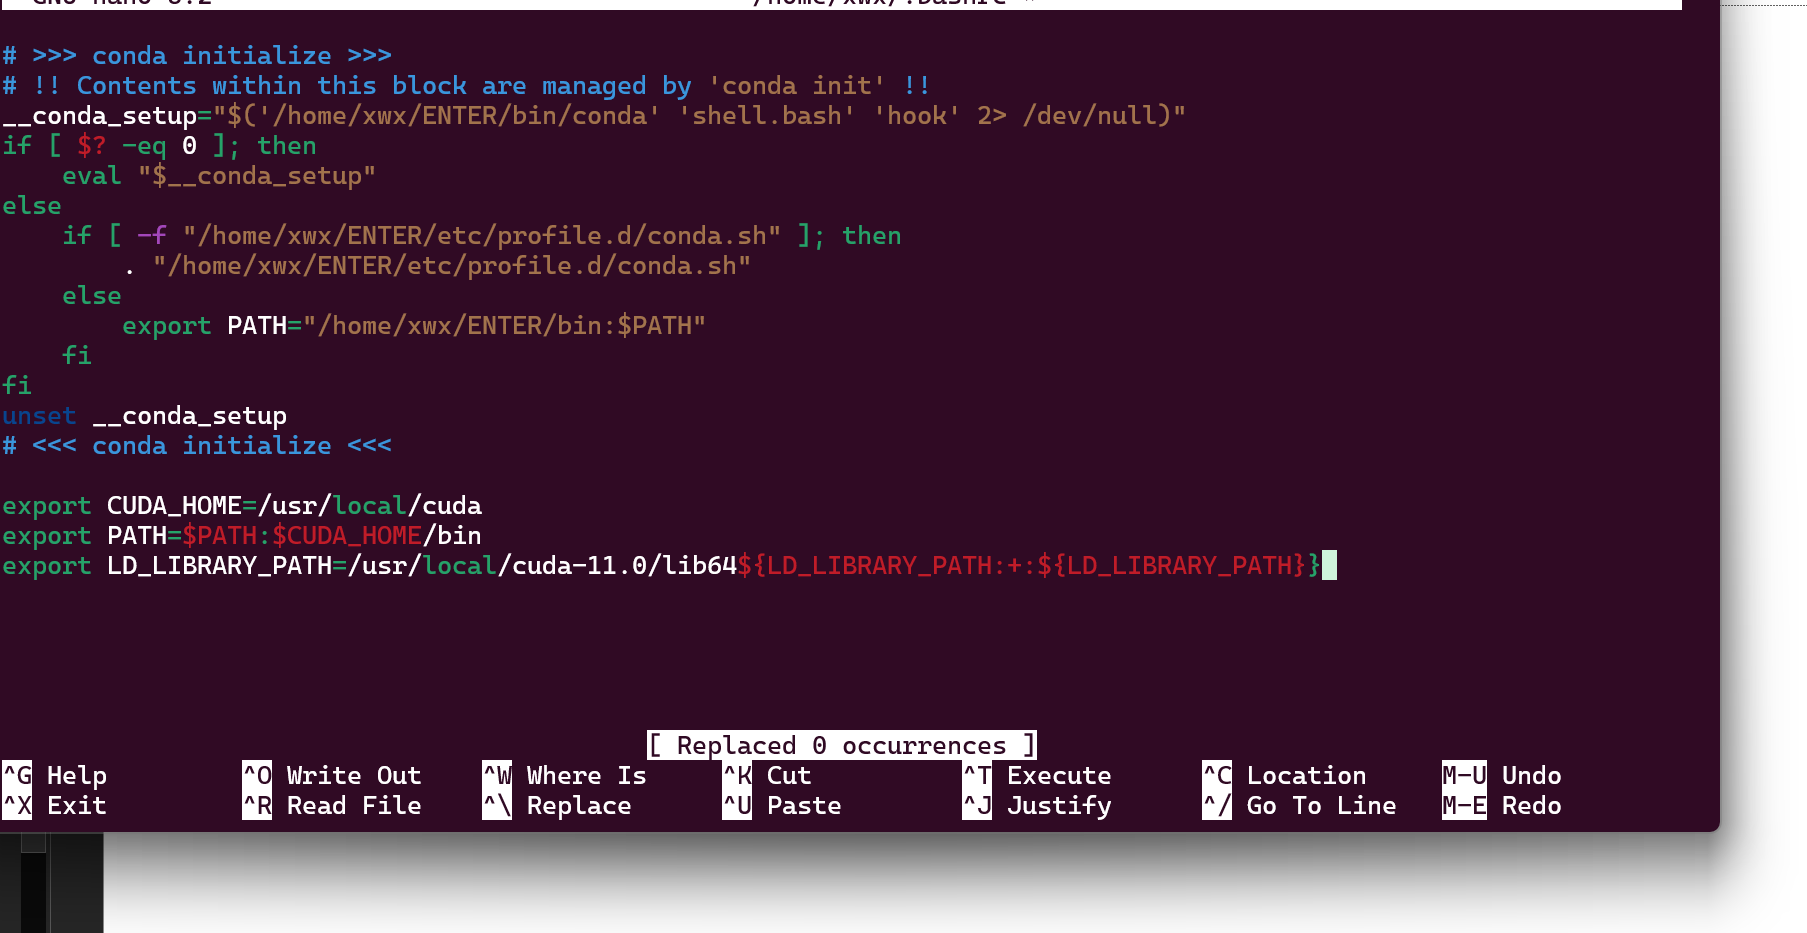 # >>> conda initialize >>>
# !! Contents within this block are managed by 'conda init' !!
__conda_setup="$('/home/xwx/ENTER/bin/conda' 'shell.bash' 'hook' 2> /dev/null)"
if [ $? -eq 0 ]; then
    eval "$__conda_setup"
else
    if [ -f "/home/xwx/ENTER/etc/profile.d/conda.sh" ]; then
        . "/home/xwx/ENTER/etc/profile.d/conda.sh"
    else
        export PATH="/home/xwx/ENTER/bin:$PATH"
    fi
fi
unset __conda_setup
# <<< conda initialize <<<
export CUDA_HOME=/usr/local/cuda
export PATH=$PATH:$CUDA_HOME/bin
export LD_LIBRARY_PATH=/usr/local/cuda-11.0/lib64${LD_LIBRARY_PATH:+:${LD_LIBRARY_PATH}}
[ Replaced 0 occurrences ]
^G Help ^O Write Out ^W Where Is ^K Cut ^T Execute ^C Location M-U Undo
^X Exit ^R Read File ^\ Replace ^U Paste ^J Justify ^/ Go To Line M-E Redo